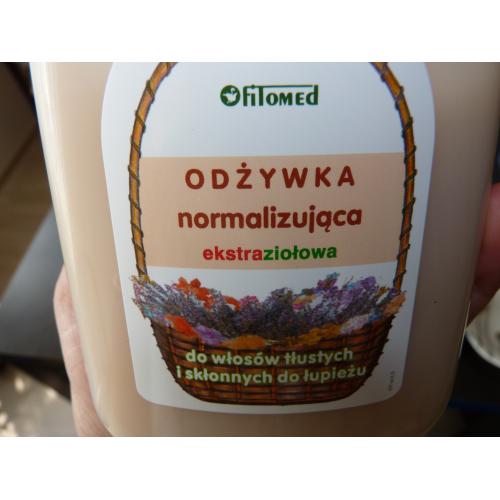 fitomed
ODŻYWKA
normalizująca
ekstraziołowa
do włosów tłustych
i skłonnych do łupieżu